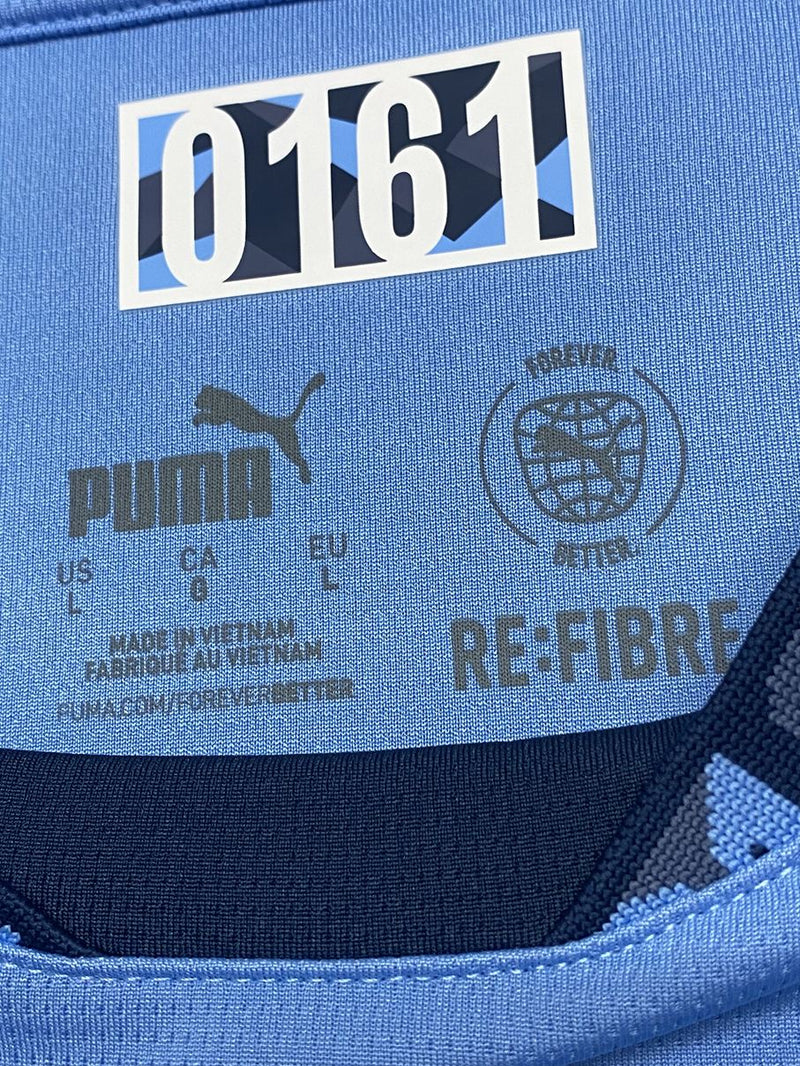 0161
PUMA
US CA EU
L G L
MADE IN VIETNAM
FABRIQUÉ AU VIETNAM
PUMA.COM/FOREVERBETTER
FOREVER.
BETTER.
RE:FIBRE